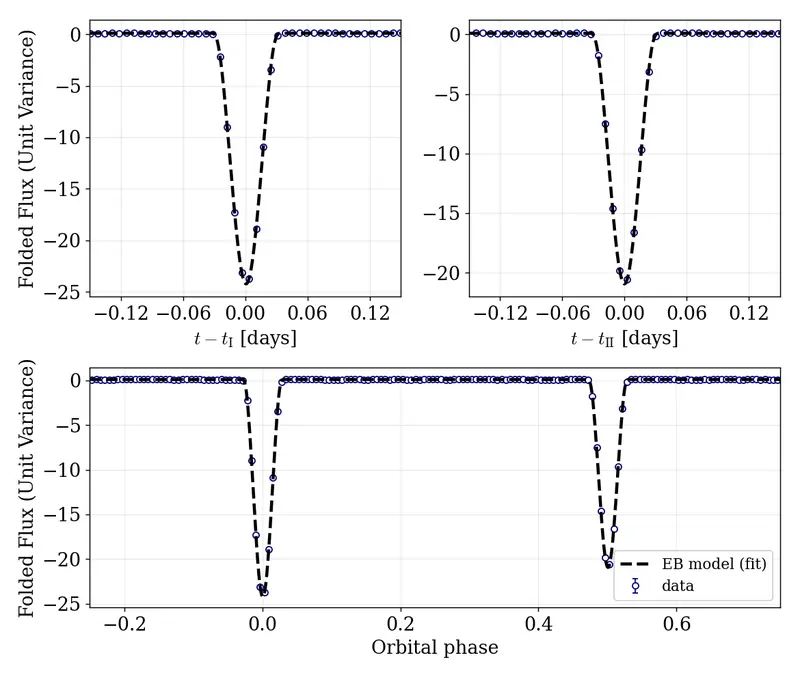 Folded Flux (Unit Variance)
0
−5
−10
−15
−20
−25
−0.12 −0.06 0.00 0.06 0.12
t − tI [days]
0
−5
−10
−15
−20
−0.12 −0.06 0.00 0.06 0.12
t − tII [days]
Folded Flux (Unit Variance)
0
−5
−10
−15
−20
−25
−0.2 0.0 0.2 0.4 0.6
Orbital phase
EB model (fit)
data